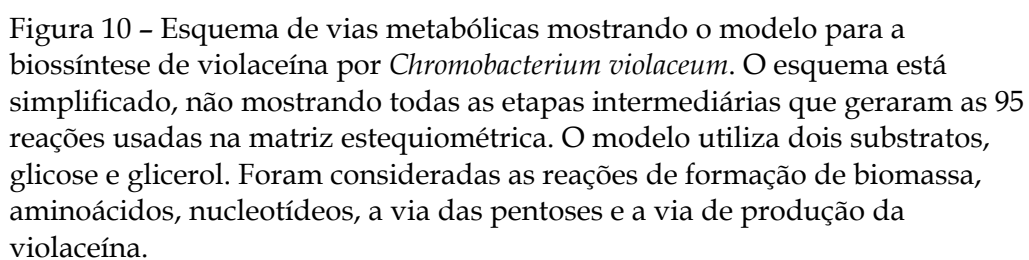 Figura 10 – Esquema de vias metabólicas mostrando o modelo para a
biossíntese de violaceína por Chromobacterium violaceum. O esquema está
simplificado, não mostrando todas as etapas intermediárias que geraram as 95
reações usadas na matriz estequiométrica. O modelo utiliza dois substratos,
glicose e glicerol. Foram consideradas as reações de formação de biomassa,
aminoácidos, nucleotídeos, a via das pentoses e a via de produção da
violaceína.